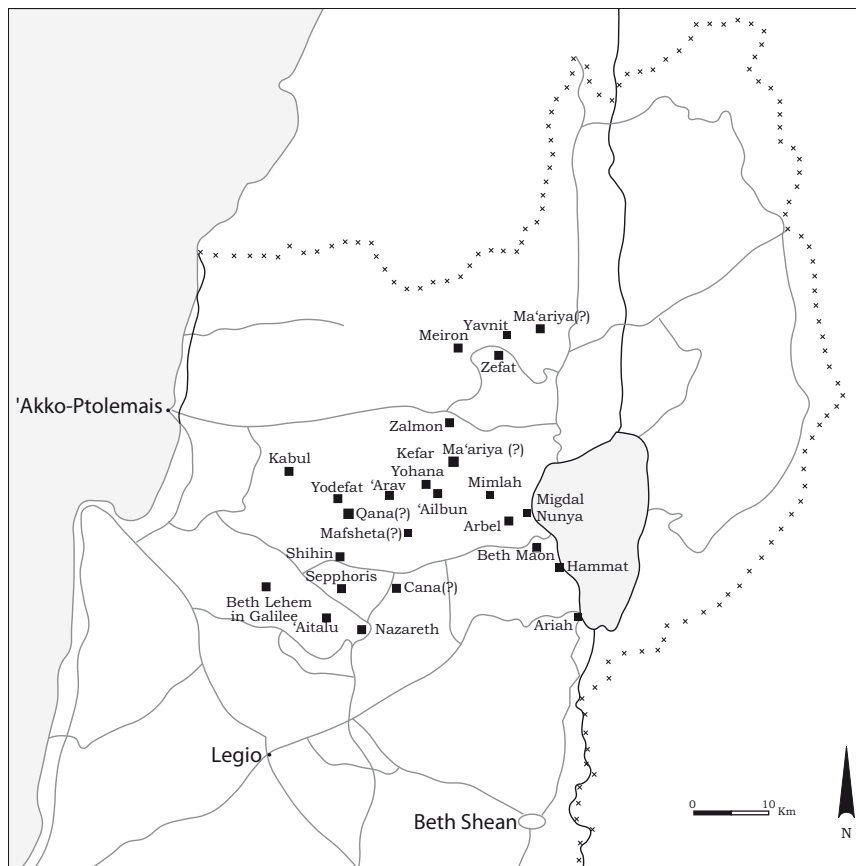 Ma‘ariya(?)
Yavnit
Meiron
Zefat
'Akko-Ptolemais
Zalmon
Kefar
Yohana
Ma‘ariya (?)
Kabul
Yodefat
‘Arav
Mimlah
Qana(?)
‘Ailbun
Migdal
Nunya
Arbel
Mafsheta(?)
Shihin
Beth Maon
Hammat
Sepphoris
Cana(?)
Beth Lehem
in Galilee
‘Aitalu
Nazareth
Ariah
Legio
Beth Shean
0 10 Km
N